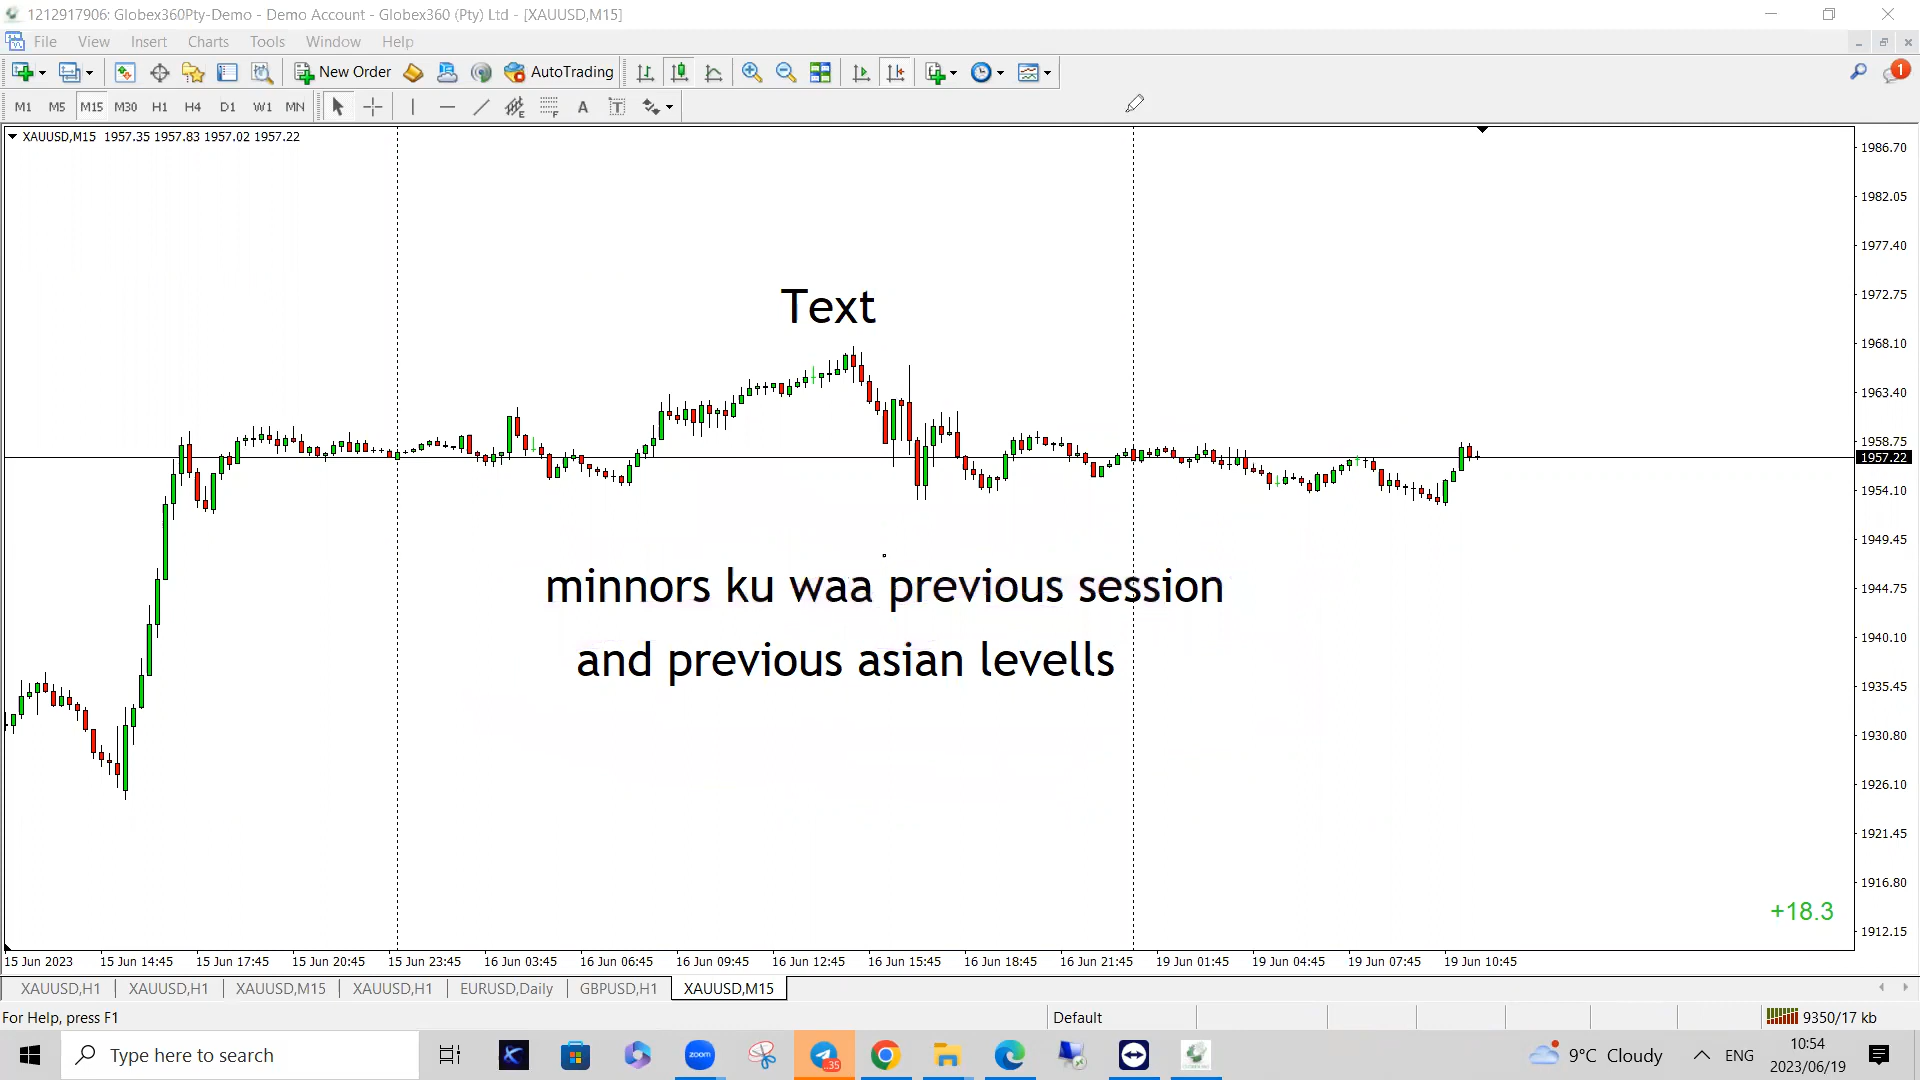 1212917906: Globex360Pty-Demo - Demo Account - Globex360 (Pty) Ltd - [XAUUSD,M15]
File View Insert Charts Tools Window Help
New Order AutoTrading
1
M1 M5 M15 M30 H1 H4 D1 W1 MN A T
XAUUSD,M15 1957.35 1957.83 1957.02 1957.22
1986.70
1982.05
1977.40
1972.75
Text
1968.10
1963.40
1958.75
1957.22
1954.10
1949.45
minnors ku waa previous session
1944.75
1940.10
and previous asian levells
1935.45
1930.80
1926.10
1921.45
1916.80
+18.3
1912.15
15 Jun 2023 15 Jun 14:45 15 Jun 17:45 15 Jun 20:45 15 Jun 23:45 16 Jun 03:45 16 Jun 06:45 16 Jun 09:45 16 Jun 12:45 16 Jun 15:45 16 Jun 18:45 16 Jun 21:45 19 Jun 01:45 19 Jun 04:45 19 Jun 07:45 19 Jun 10:45
XAUUSD,H1 XAUUSD,H1 XAUUSD,M15 XAUUSD,H1 EURUSD,Daily GBPUSD,H1 XAUUSD,M15
For Help, press F1 Default 9350/17 kb
Type here to search zoom 9°C Cloudy ENG 10:54
2023/06/19